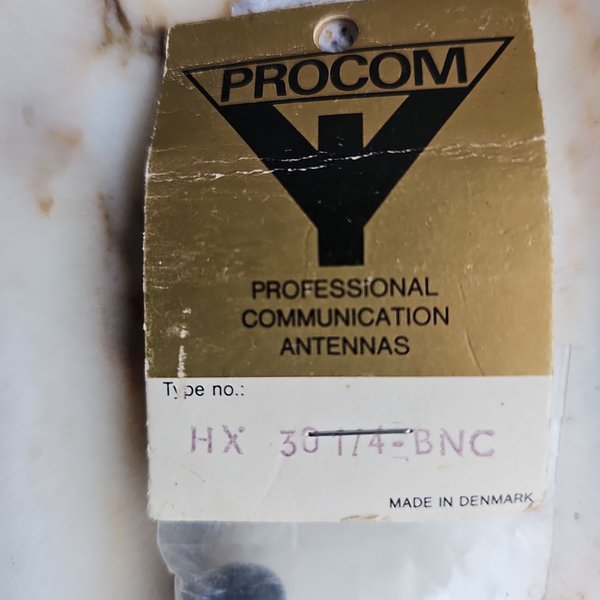 PROCOM
PROFESSiONAL
COMMUNICATION
ANTENNAS
Type no.:
HX 30 1/4-BNC
MADE IN DENMARK